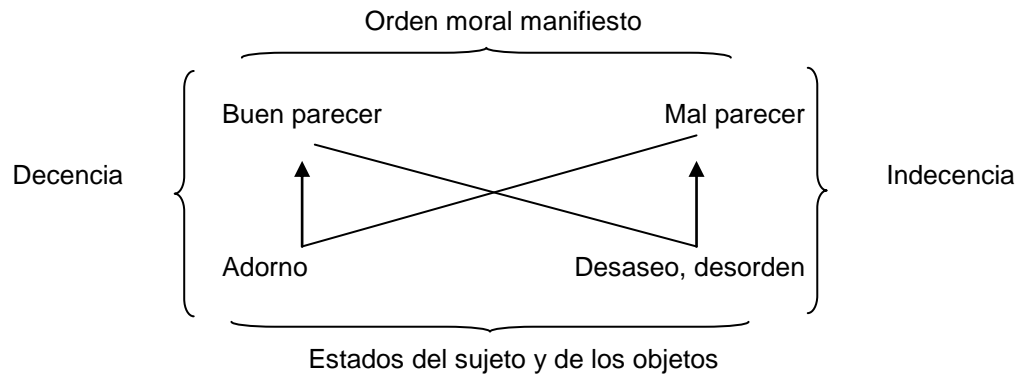 Orden moral manifiesto
Buen parecer Mal parecer
Decencia Indecencia
Adorno Desaseo, desorden
Estados del sujeto y de los objetos